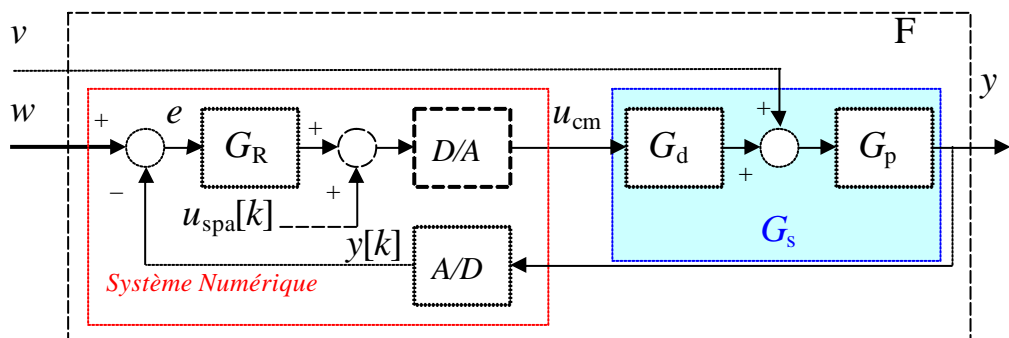 v F
w y
+ e G_R + D/A u_cm G_d + + G_p
− + u_spa[k]
y[k] A/D G_s
Système Numérique